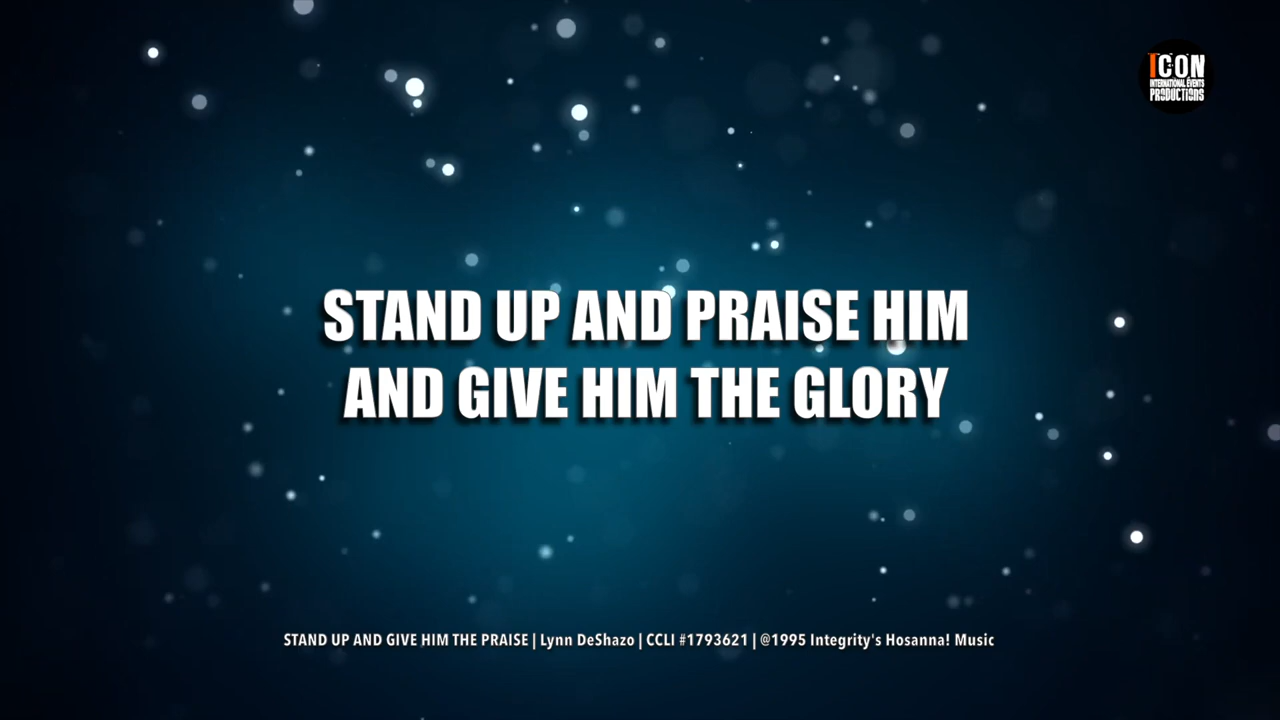 ICON
INTERNATIONAL EVENTS
PRODUCTIONS
STAND UP AND PRAISE HIM
AND GIVE HIM THE GLORY
STAND UP AND GIVE HIM THE PRAISE | Lynn DeShazo | CCLI #1793621 | @1995 Integrity's Hosanna! Music